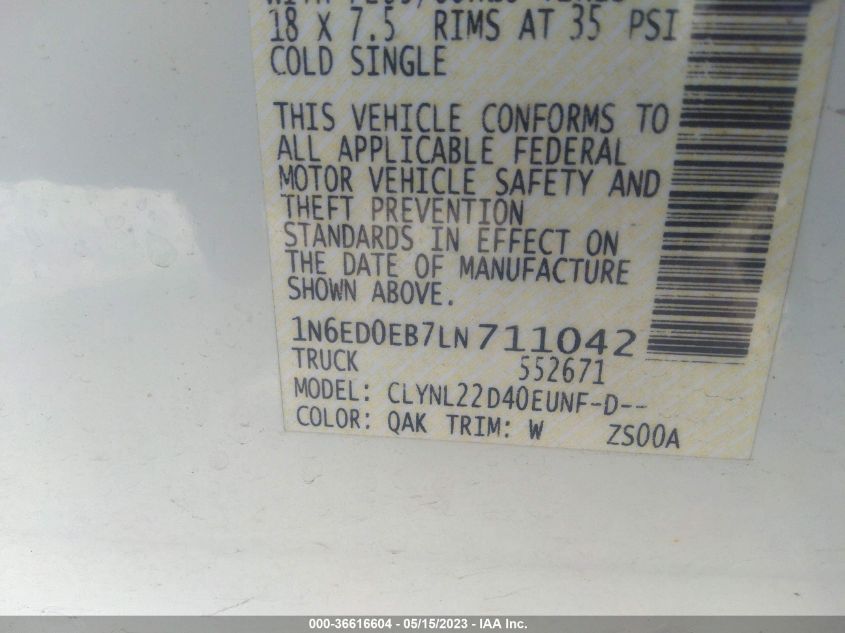 18 X 7.5 RIMS AT 35 PSI
COLD SINGLE
THIS VEHICLE CONFORMS TO
ALL APPLICABLE FEDERAL
MOTOR VEHICLE SAFETY AND
THEFT PREVENTION
STANDARDS IN EFFECT ON
THE DATE OF MANUFACTURE
SHOWN ABOVE.
1N6ED0EB7LN711042
TRUCK 552671
MODEL: CLYNL22D40EUNF-D--
COLOR: QAK TRIM: W ZS00A
000-36616604 - 05/15/2023 - IAA Inc.